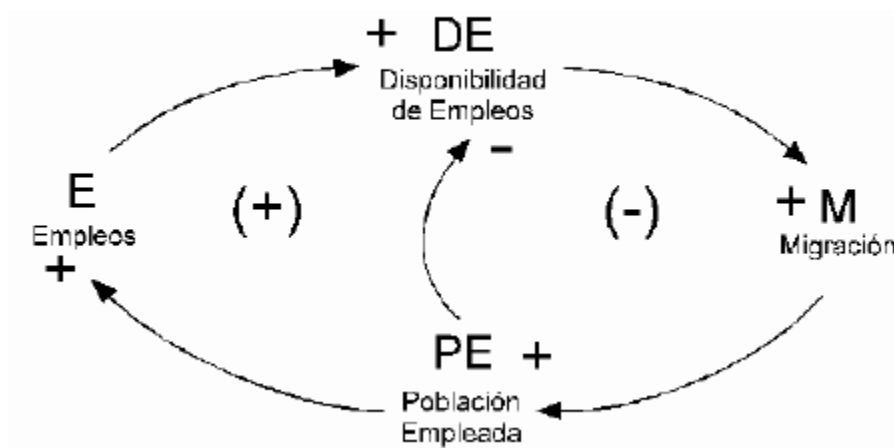 + DE
Disponibilidad
de Empleos
-
E
Empleos
+
(+)
(-)
+ M
Migración
PE +
Población
Empleada